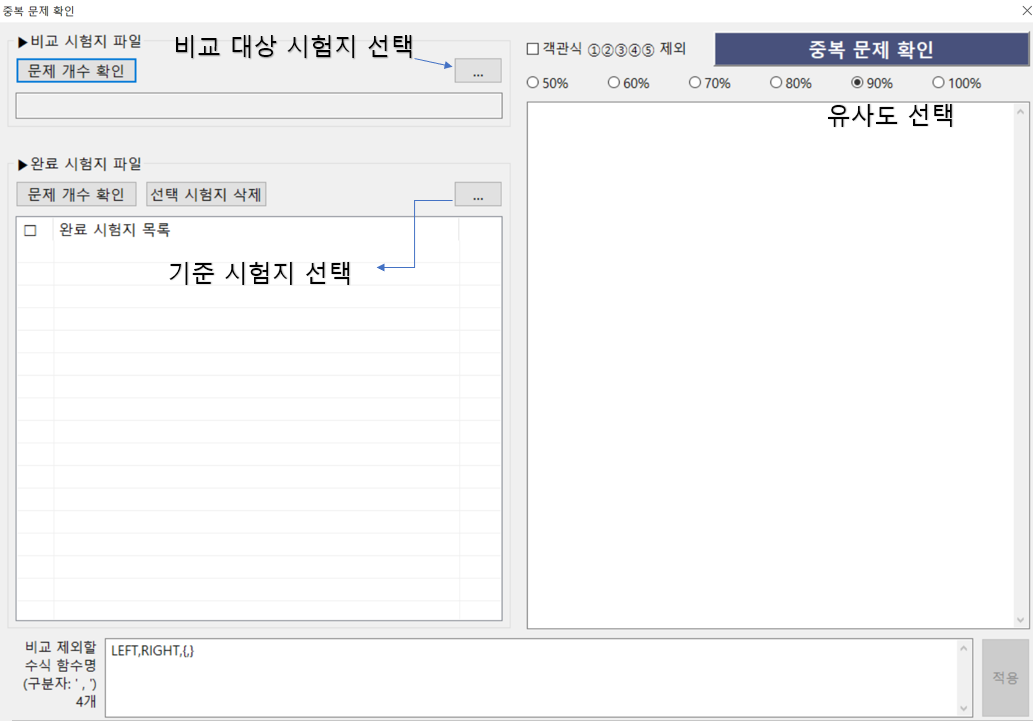 중복 문제 확인
▶비교 시험지 파일
비교 대상 시험지 선택
문제 개수 확인
...
▶완료 시험지 파일
문제 개수 확인 선택 시험지 삭제 ...
완료 시험지 목록
기준 시험지 선택
객관식 ①②③④⑤ 제외
중복 문제 확인
50% 60% 70% 80% 90% 100%
유사도 선택
비교 제외할
수식 함수명
(구분자: ' , ')
4개
LEFT,RIGHT,{,}
적용